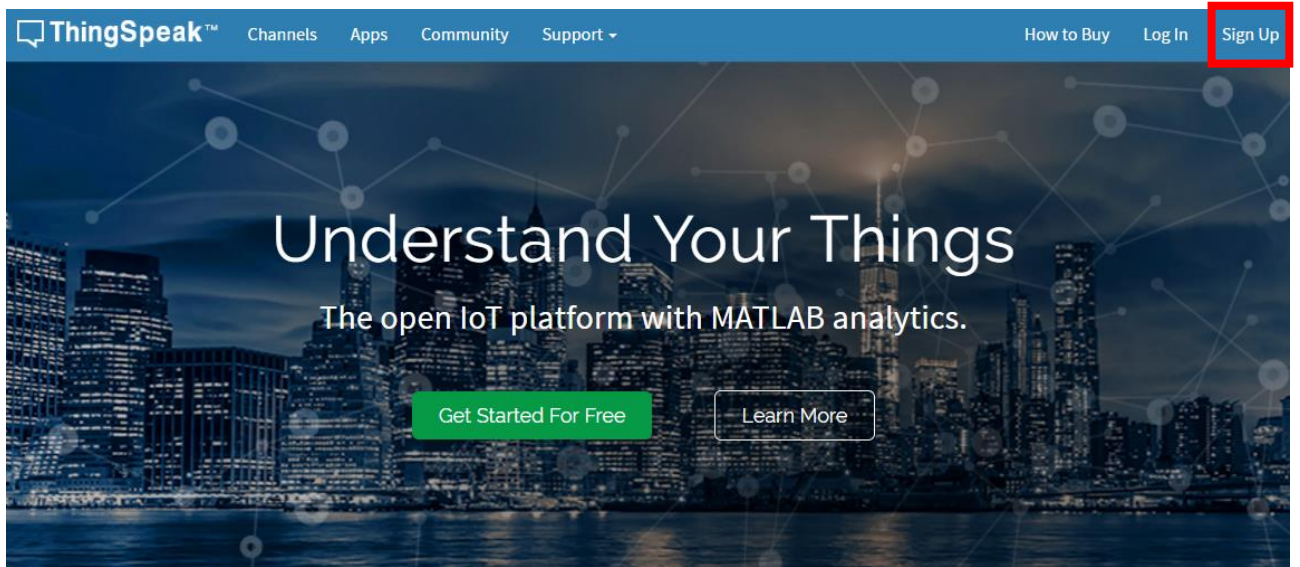 ThingSpeak™ Channels Apps Community Support How to Buy Log In Sign Up
Understand Your Things
The open IoT platform with MATLAB analytics.
Get Started For Free Learn More